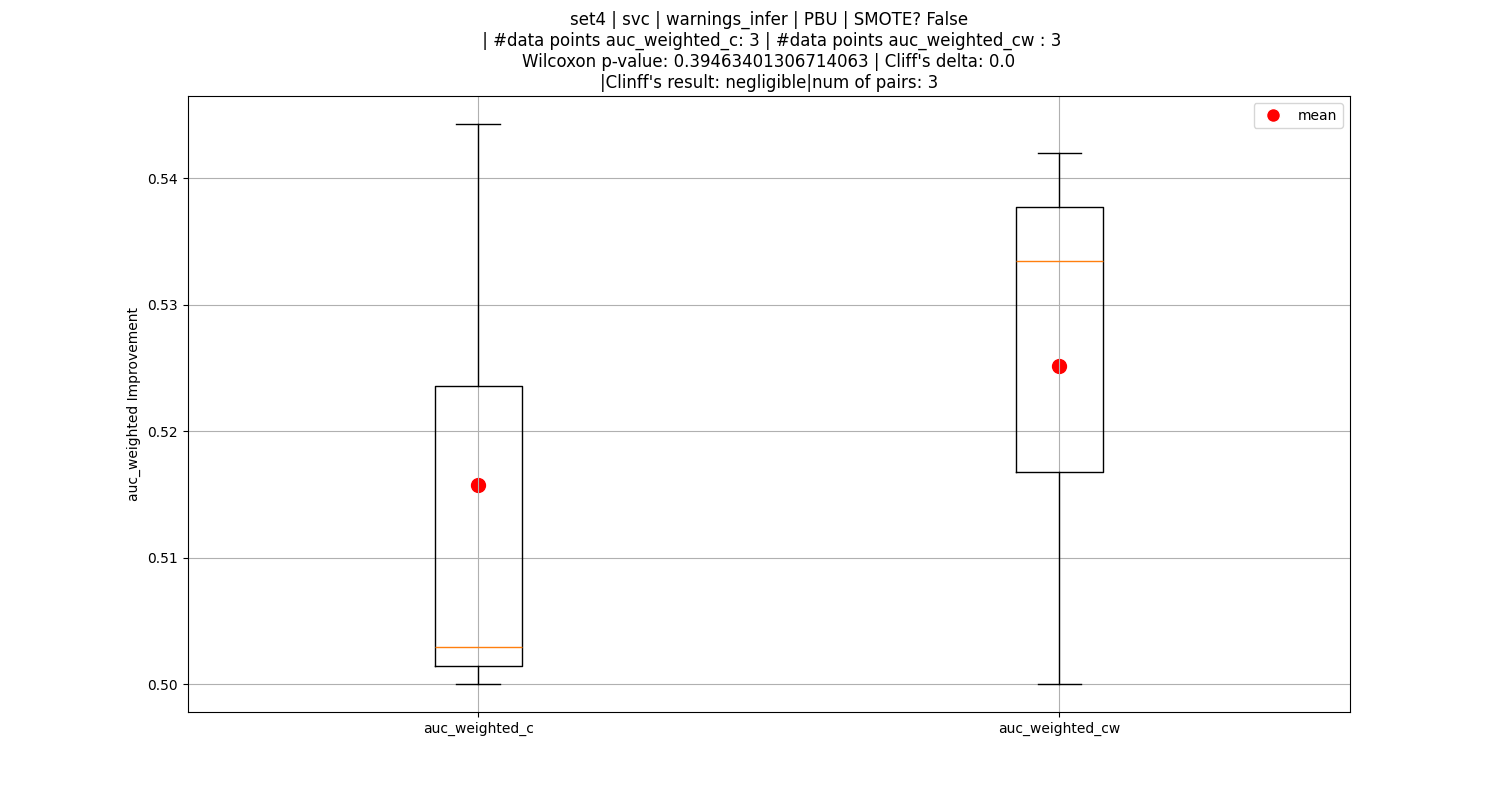 set4 | svc | warnings_infer | PBU | SMOTE? False
| #data points auc_weighted_c: 3 | #data points auc_weighted_cw : 3
Wilcoxon p-value: 0.39463401306714063 | Cliff's delta: 0.0
|Clinff's result: negligible|num of pairs: 3
mean
0.54
0.53
0.52
0.51
0.50
auc_weighted Improvement
auc_weighted_c
auc_weighted_cw